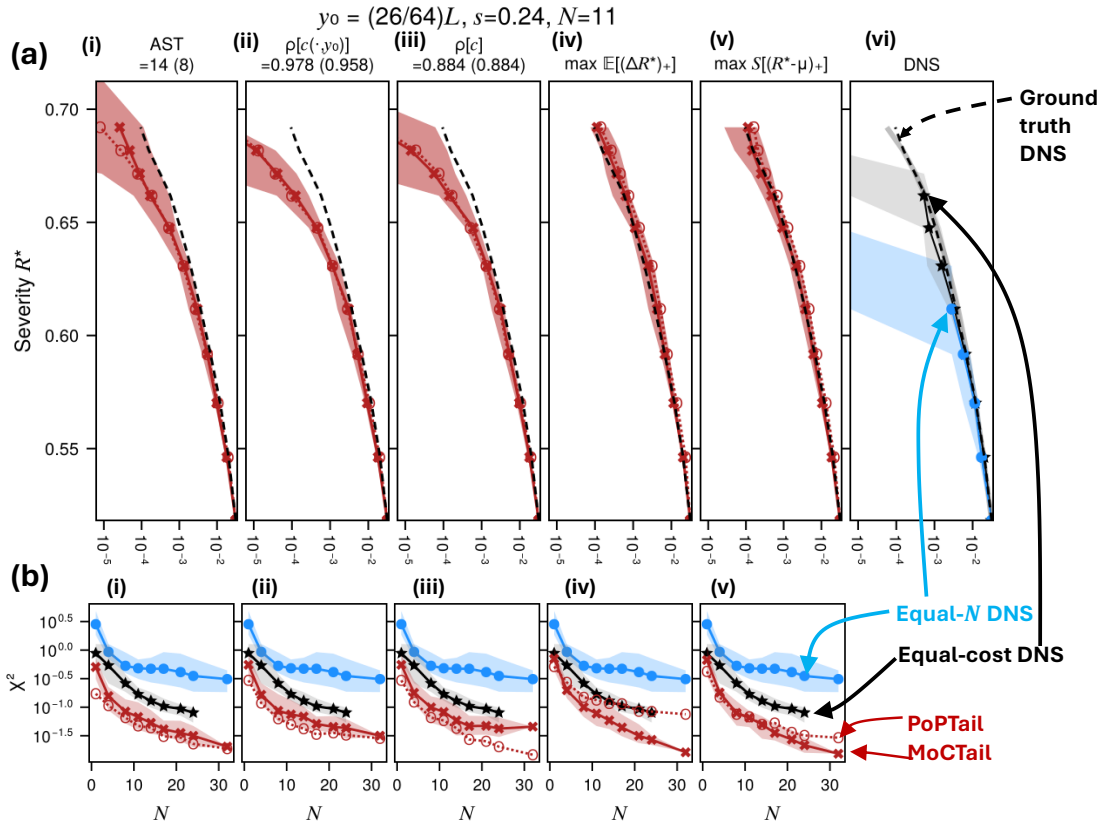 y₀ = (26/64)L, s=0.24, N=11
(a)
(i) AST
=14 (8)
(ii) ρ[c(·,y₀)]
=0.978 (0.958)
(iii) ρ[c]
=0.884 (0.884)
(iv) max 𝔼[(ΔR*)₊]
(v) max S[(R*-μ)₊]
(vi) DNS
Ground
truth
DNS
Severity R*
0.70
0.65
0.60
0.55
10⁻⁵ 10⁻⁴ 10⁻³ 10⁻²
10⁻⁵ 10⁻⁴ 10⁻³ 10⁻²
10⁻⁵ 10⁻⁴ 10⁻³ 10⁻²
10⁻⁵ 10⁻⁴ 10⁻³ 10⁻²
10⁻⁵ 10⁻⁴ 10⁻³ 10⁻²
10⁻⁵ 10⁻⁴ 10⁻³ 10⁻²
(b)
(i) (ii) (iii) (iv) (v)
χ²
10^0.5
10^0.0
10^-0.5
10^-1.0
10^-1.5
Equal-N DNS
Equal-cost DNS
PoPTail
MoCTail
0 10 20 30
0 10 20 30
0 10 20 30
0 10 20 30
0 10 20 30
N N N N N